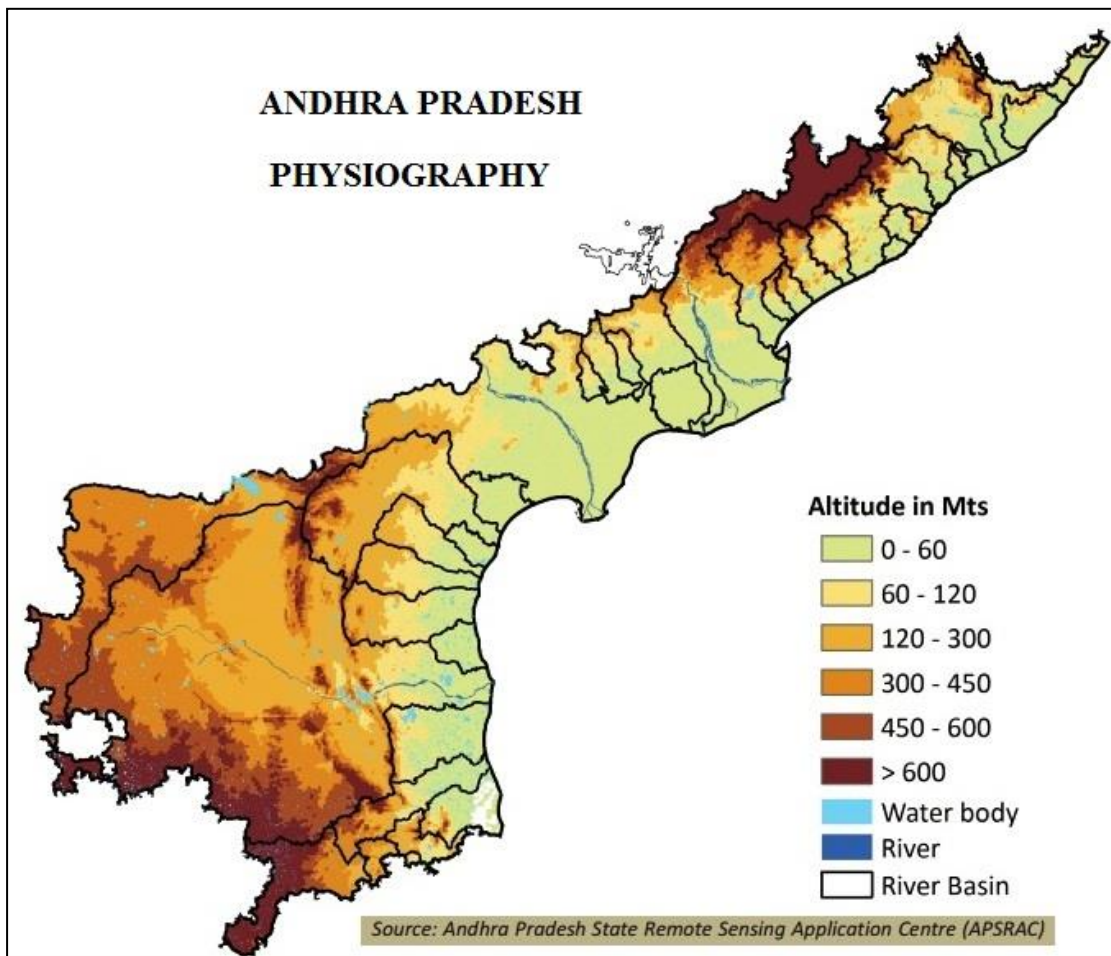 ANDHRA PRADESH
PHYSIOGRAPHY
Altitude in Mts
0 - 60
60 - 120
120 - 300
300 - 450
450 - 600
> 600
Water body
River
River Basin
Source: Andhra Pradesh State Remote Sensing Application Centre (APSRAC)